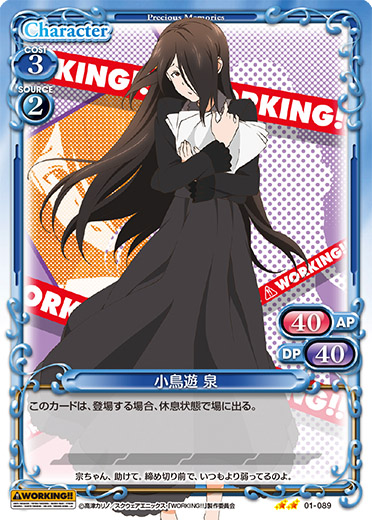 Precious Memories
Character
COST
3
SOURCE
2
WORKING!!
WORKING!!
WORKING!!
WORKING!!
40 AP
DP 40
小鳥遊 泉
このカードは、登場する場合、休息状態で場に出る。
宗ちゃん、助けて、締め切り前で、いつもより弱ってるのよ。
WORKING!!
©高津カリノ/スクウェアエニックス・「WORKING!!」製作委員会
01-089